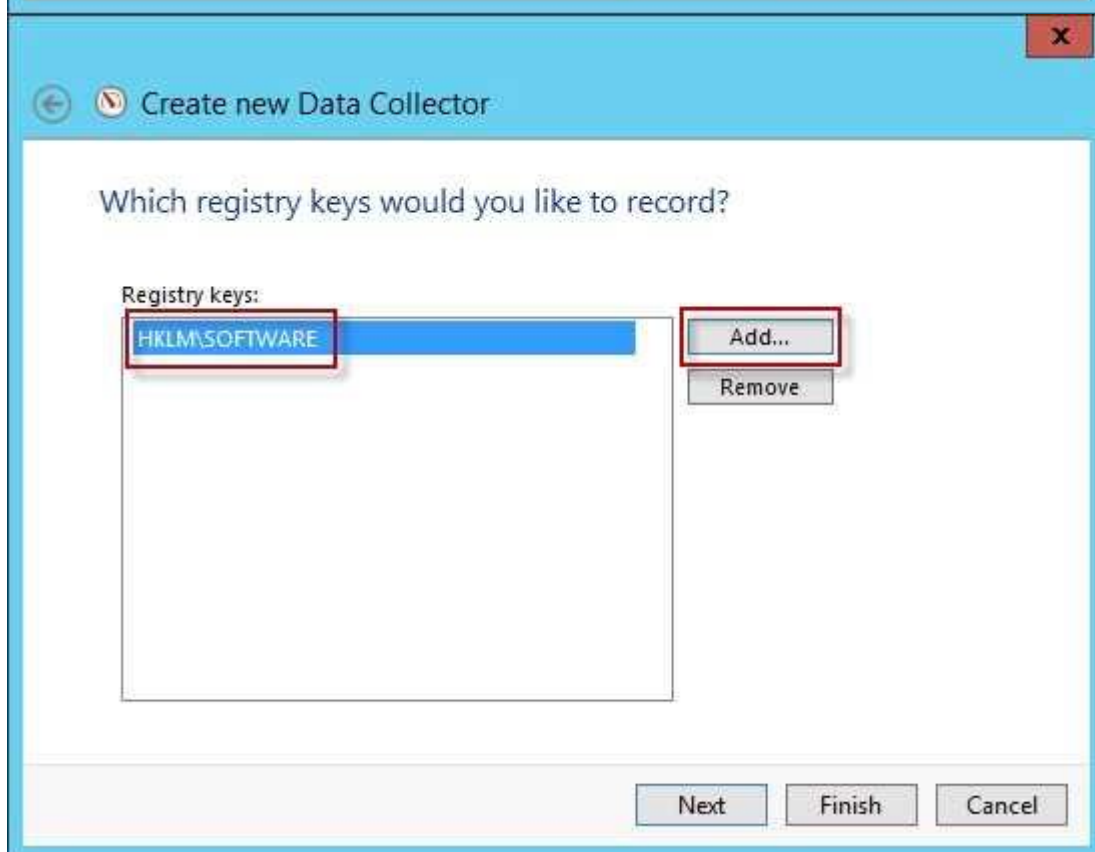 x
Create new Data Collector
Which registry keys would you like to record?
Registry keys:
HKLM\SOFTWARE
Add...
Remove
Next Finish Cancel